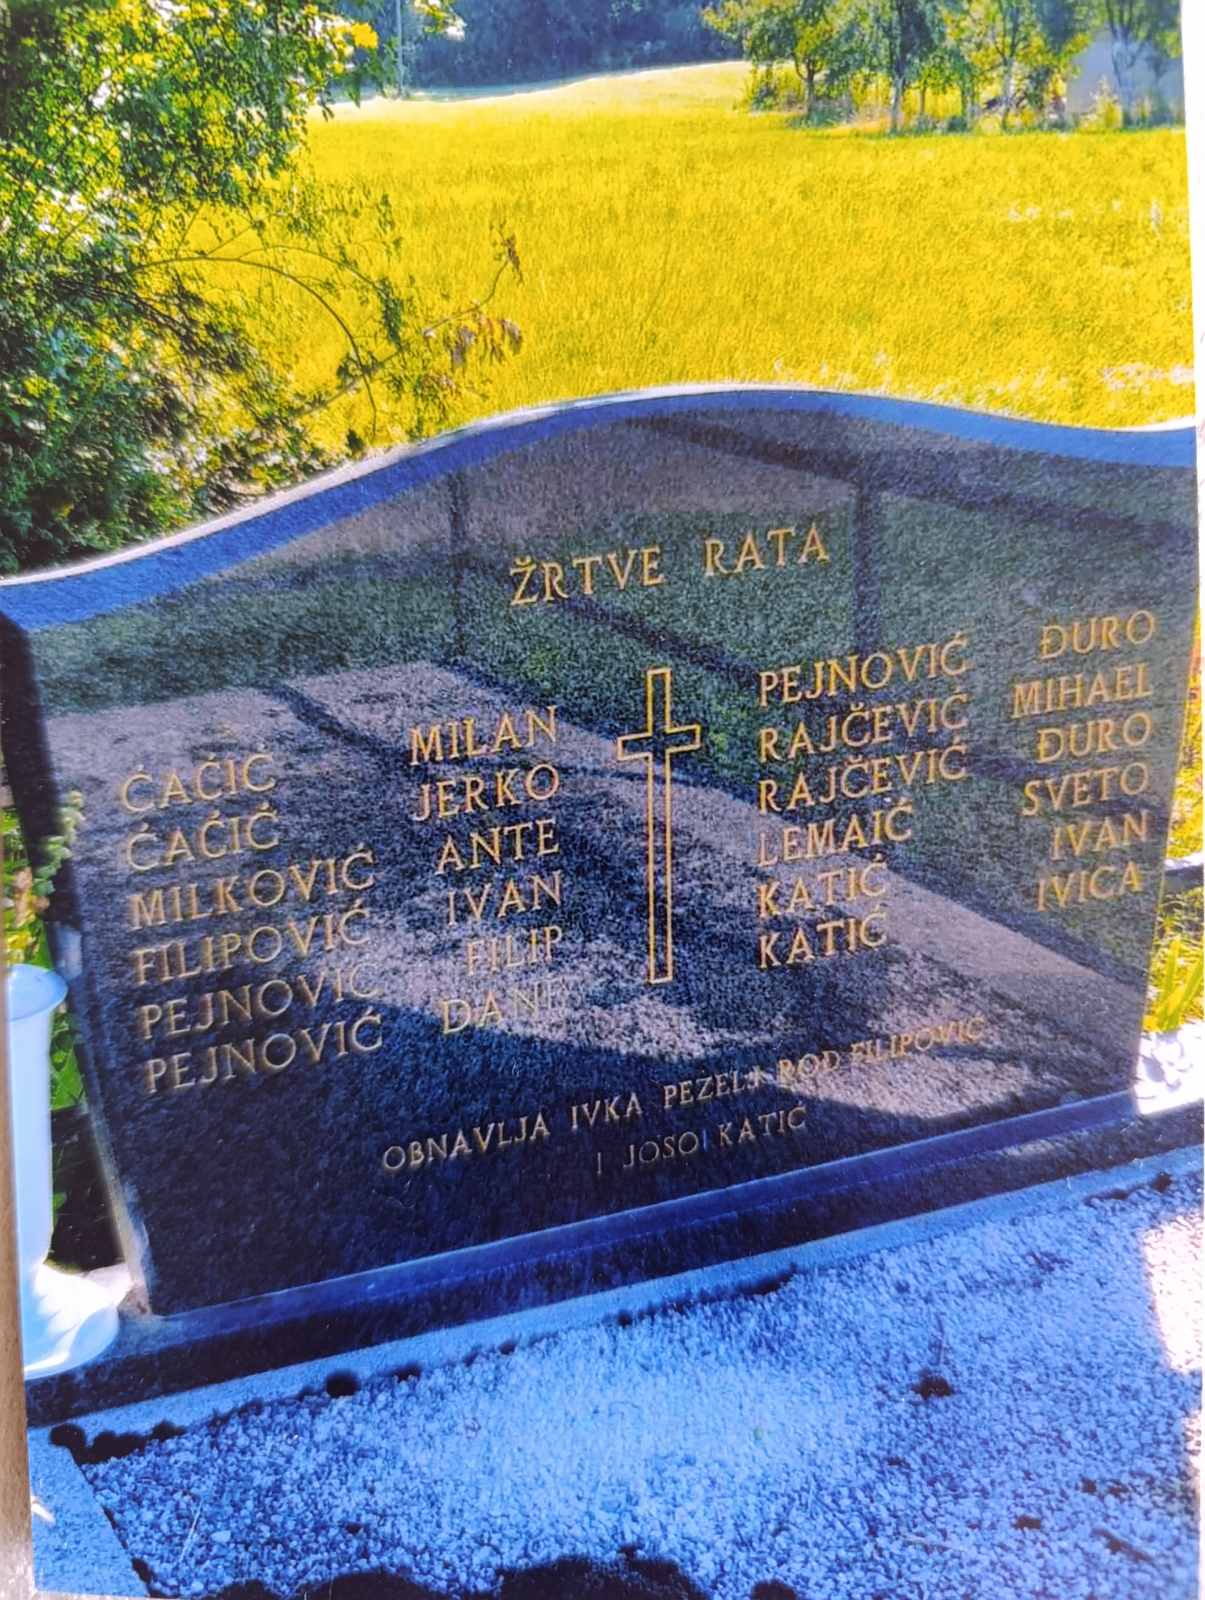 ŽRTVE RATA
ĆAĆIĆ MILAN
ĆAĆIĆ JERKO
MILKOVIĆ ANTE
FILIPOVIĆ IVAN
PEJNOVIĆ FILIP
PEJNOVIĆ DANE
PEJNOVIĆ ĐURO
RAJČEVIĆ MIHAEL
RAJČEVIĆ ĐURO
LEMAIĆ SVETO
KATIĆ IVAN
KATIĆ IVICA
OBNAVLJA IVKA PEZELJ ROĐ FILIPOVIĆ
I JOSO KATIĆ